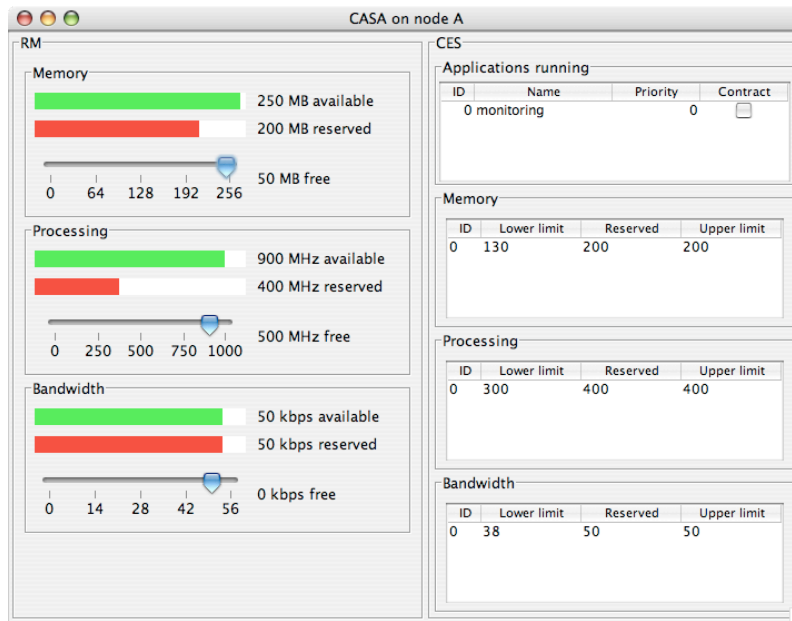 CASA on node A
RM
Memory
250 MB available
200 MB reserved
50 MB free
0 64 128 192 256
Processing
900 MHz available
400 MHz reserved
500 MHz free
0 250 500 750 1000
Bandwidth
50 kbps available
50 kbps reserved
0 kbps free
0 14 28 42 56
CES
Applications running
ID Name Priority Contract
0 monitoring 0
Memory
ID Lower limit Reserved Upper limit
0 130 200 200
Processing
ID Lower limit Reserved Upper limit
0 300 400 400
Bandwidth
ID Lower limit Reserved Upper limit
0 38 50 50